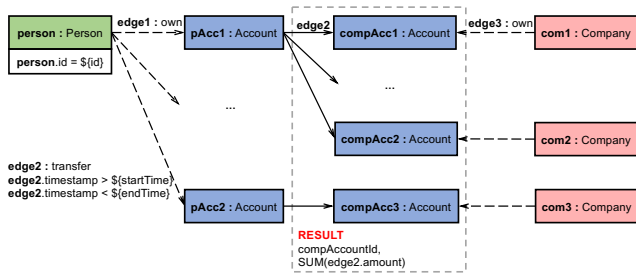 edge1 : own
edge2
edge3 : own
person : Person
pAcc1 : Account
compAcc1 : Account
com1 : Company
person.id = ${id}
...
...
compAcc2 : Account
com2 : Company
edge2 : transfer
edge2.timestamp > ${startTime}
edge2.timestamp < ${endTime}
pAcc2 : Account
compAcc3 : Account
com3 : Company
RESULT
compAccountId,
SUM(edge2.amount)